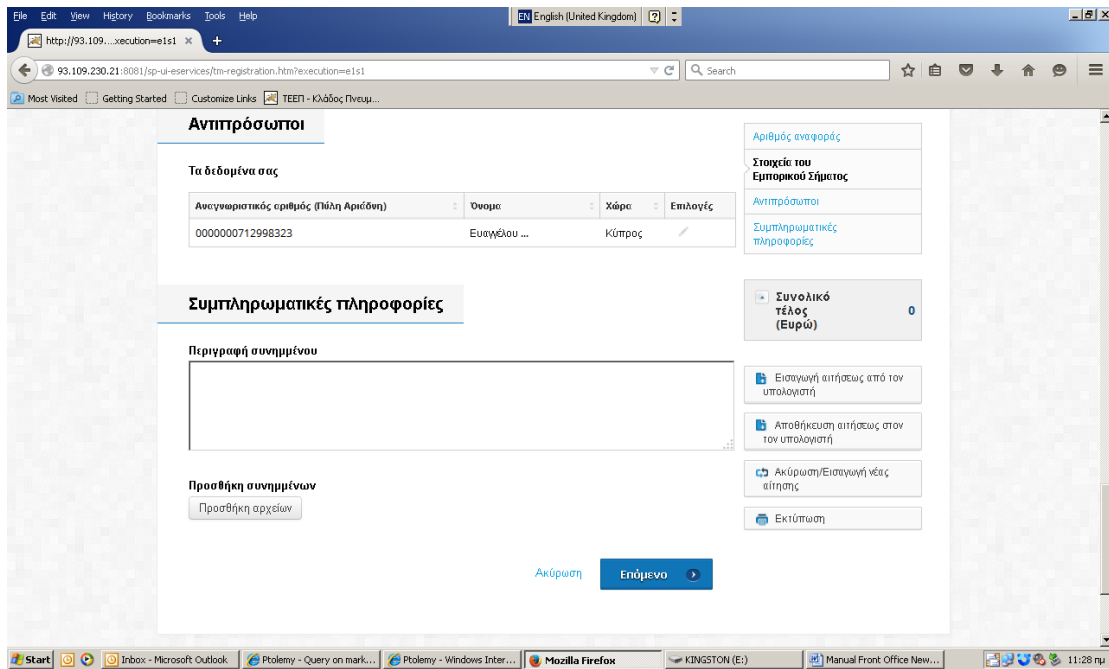 File Edit View History Bookmarks Tools Help
EN English (United Kingdom)
http://93.109....xecution=e1s1
93.109.230.21:8081/sp-ui-eservices/tm-registration.htm?execution=e1s1
Search
Most Visited Getting Started Customize Links ΤΕΕΠ - Κλάδος Πνευμ...
Αντιπρόσωποι
Τα δεδομένα σας
Αναγνωριστικός αριθμός (Πύλη Αριάδνη) Όνομα Χώρα Επιλογές
0000000712998323 Ευαγγέλου ... Κύπρος
Συμπληρωματικές πληροφορίες
Περιγραφή συνημμένου
Προσθήκη συνημμένων
Προσθήκη αρχείων
Ακύρωση Επόμενο
Αριθμός αναφοράς
Στοιχεία του
Εμπορικού Σήματος
Αντιπρόσωποι
Συμπληρωματικές
πληροφορίες
Συνολικό
τέλος 0
(Ευρώ)
Εισαγωγή αιτήσεως από τον
υπολογιστή
Αποθήκευση αιτήσεως στον
τον υπολογιστή
Ακύρωση/Εισαγωγή νέας
αίτησης
Εκτύπωση
Start Inbox - Microsoft Outlook Ptolemy - Query on mark... Ptolemy - Windows Inter... Mozilla Firefox KINGSTON (E:) Manual Front Office New... 11:28 πμ